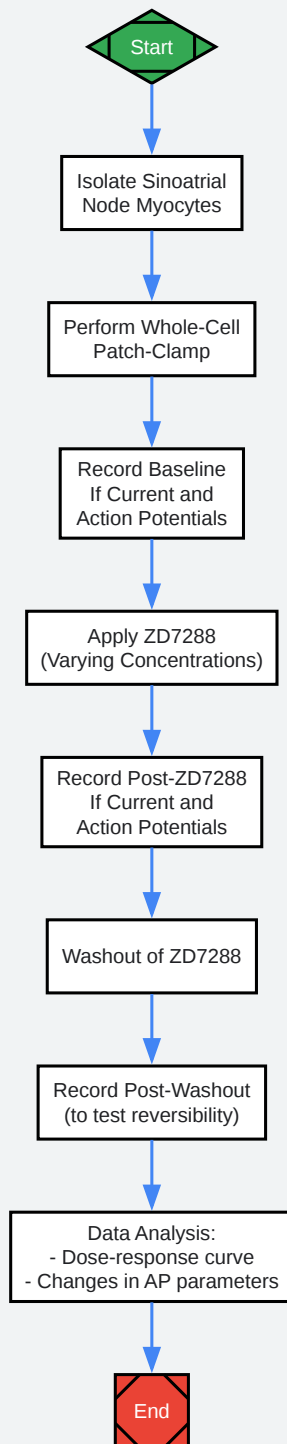 Start
Isolate Sinoatrial
Node Myocytes
Perform Whole-Cell
Patch-Clamp
Record Baseline
If Current and
Action Potentials
Apply ZD7288
(Varying Concentrations)
Record Post-ZD7288
If Current and
Action Potentials
Washout of ZD7288
Record Post-Washout
(to test reversibility)
Data Analysis:
- Dose-response curve
- Changes in AP parameters
End